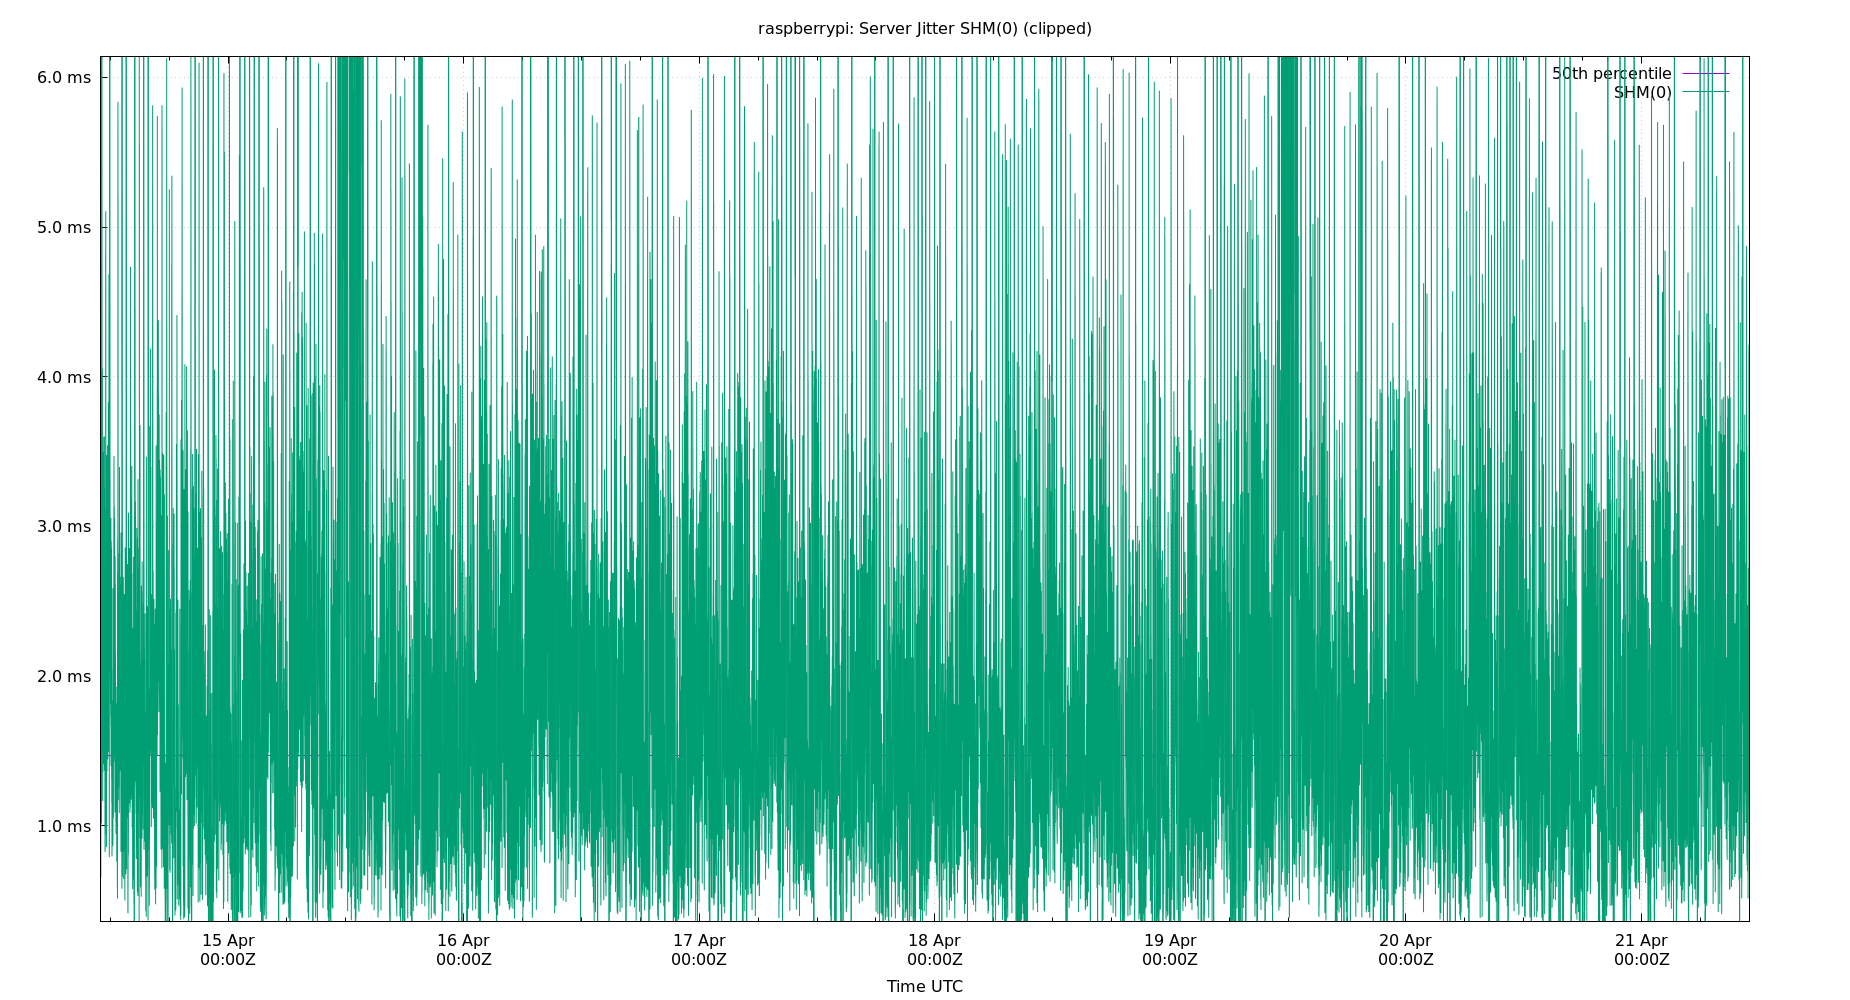 raspberrypi: Server Jitter SHM(0) (clipped)
6.0 ms
50th percentile
SHM(0)
5.0 ms
4.0 ms
3.0 ms
2.0 ms
1.0 ms
15 Apr 16 Apr 17 Apr 18 Apr 19 Apr 20 Apr 21 Apr
00:00Z 00:00Z 00:00Z 00:00Z 00:00Z 00:00Z 00:00Z
Time UTC